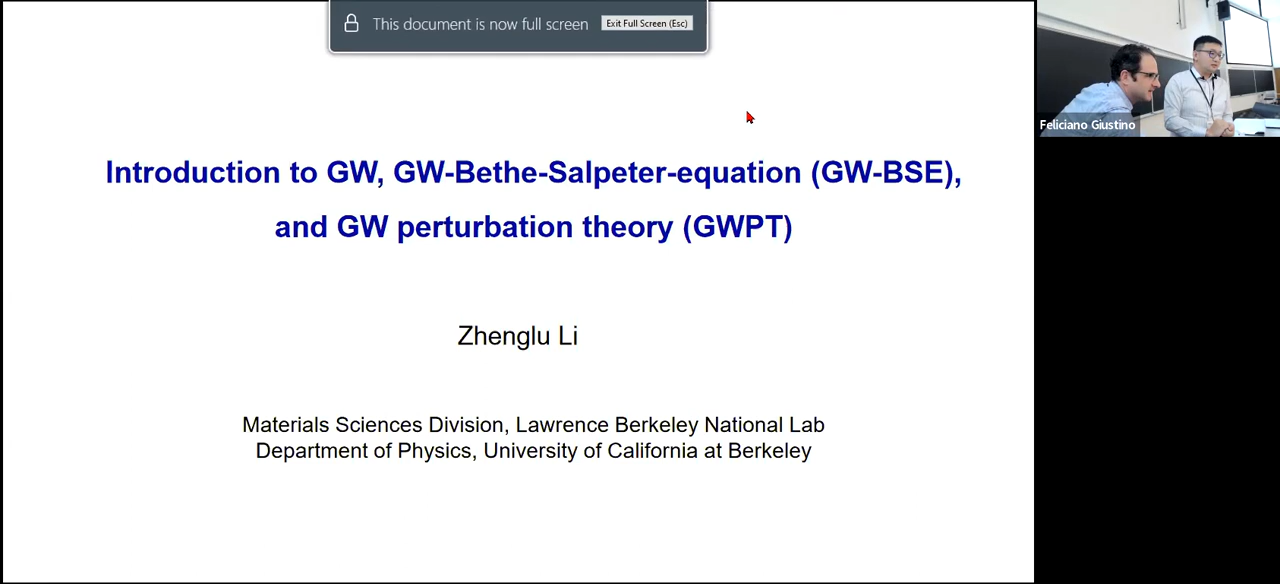 This document is now full screen Exit Full Screen (Esc)
Feliciano Giustino
Introduction to GW, GW-Bethe-Salpeter-equation (GW-BSE),
and GW perturbation theory (GWPT)
Zhenglu Li
Materials Sciences Division, Lawrence Berkeley National Lab
Department of Physics, University of California at Berkeley